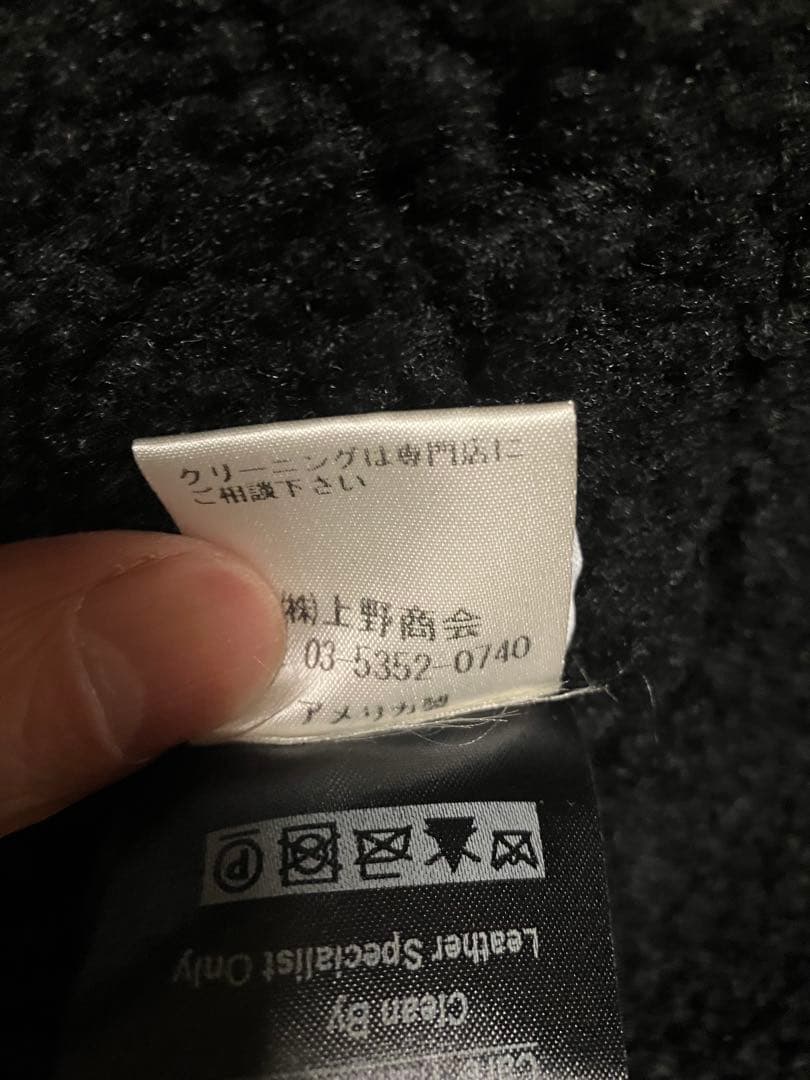 クリーニングは専門店に
ご相談下さい
㈱上野商会
03-5352-0740
アメリカ製
Clean By
Leather Specialist Only
P